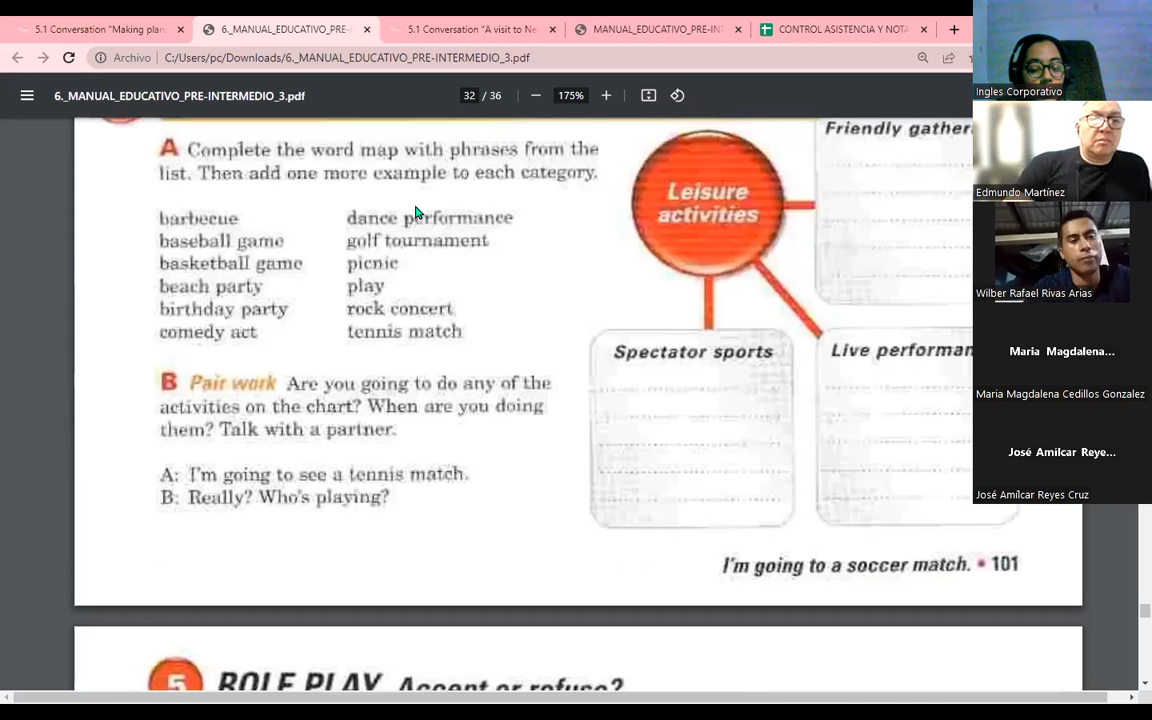 5.1 Conversation "Making plan
6._MANUAL_EDUCATIVO_PRE-I
5.1 Conversation "A visit to Ne
MANUAL_EDUCATIVO_PRE-INT
CONTROL ASISTENCIA Y NOTA
Archivo
C:/Users/pc/Downloads/6._MANUAL_EDUCATIVO_PRE-INTERMEDIO_3.pdf
6._MANUAL_EDUCATIVO_PRE-INTERMEDIO_3.pdf
32 / 36
175%
A Complete the word map with phrases from the
list. Then add one more example to each category.
barbecue
baseball game
basketball game
beach party
birthday party
comedy act
dance performance
golf tournament
picnic
play
rock concert
tennis match
Leisure
activities
Friendly gather
Spectator sports
Live performan
B Pair work Are you going to do any of the
activities on the chart? When are you doing
them? Talk with a partner.
A: I'm going to see a tennis match.
B: Really? Who's playing?
I'm going to a soccer match. • 101
5 ROLE PLAY Accept or refuse?
Ingles Corporativo
Edmundo Martínez
Wilber Rafael Rivas Arias
Maria Magdalena...
Maria Magdalena Cedillos Gonzalez
José Amílcar Reye...
José Amílcar Reyes Cruz